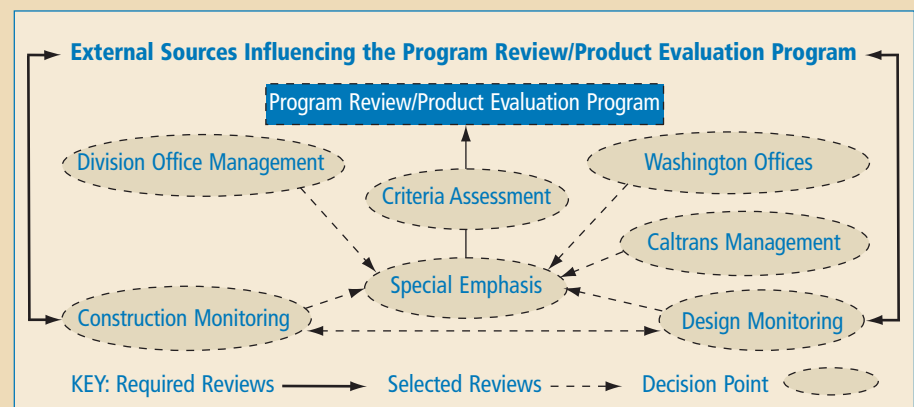 External Sources Influencing the Program Review/Product Evaluation Program
Program Review/Product Evaluation Program
Division Office Management
Washington Offices
Criteria Assessment
Caltrans Management
Special Emphasis
Construction Monitoring
Design Monitoring
KEY: Required Reviews Selected Reviews Decision Point